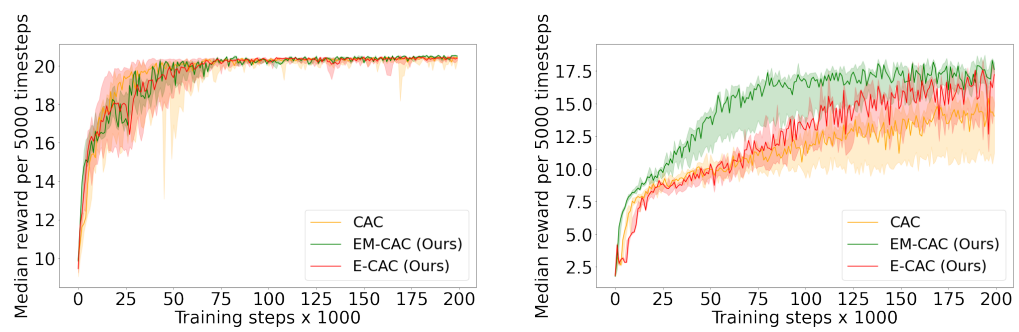 Median reward per 5000 timesteps
20
18
16
14
12
10
0 25 50 75 100 125 150 175 200
Training steps x 1000
CAC
EM-CAC (Ours)
E-CAC (Ours)
Median reward per 5000 timesteps
17.5
15.0
12.5
10.0
7.5
5.0
2.5
0 25 50 75 100 125 150 175 200
Training steps x 1000
CAC
EM-CAC (Ours)
E-CAC (Ours)